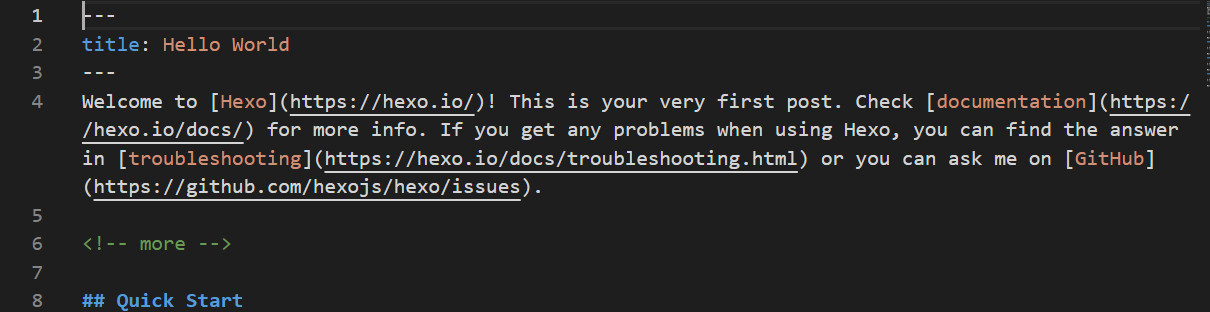 1 ---
2 title: Hello World
3 ---
4 Welcome to [Hexo](https://hexo.io/)! This is your very first post. Check [documentation](https:/
/hexo.io/docs/) for more info. If you get any problems when using Hexo, you can find the answer
in [troubleshooting](https://hexo.io/docs/troubleshooting.html) or you can ask me on [GitHub]
(https://github.com/hexojs/hexo/issues).
5
6 <!-- more -->
7
8 ## Quick Start